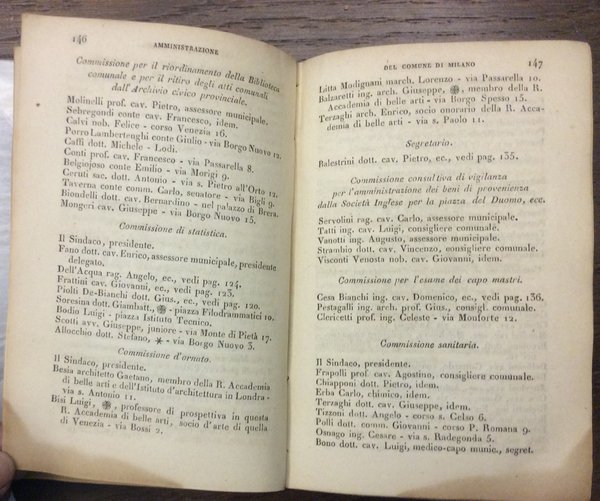 146
AMMINISTRAZIONE
Commissione per il riordinamento della Biblioteca
comunale e per il ritiro degli atti comunali
dall'Archivio civico provinciale.
Molinelli prof. cav. Pietro, assessore municipale.
Sebregondi conte cav. Francesco, idem.
Calvi nob. Felice - corso Venezia 16.
Porro Lambertenghi conte Giulio - via Borgo Nuovo 12.
Caffi dott. Michele - Lodi.
Conti prof. cav. Francesco - via Passarella 8.
Belgiojoso conte Emilio - via Morigi 9.
Ceruti sac. dott. Antonio - via s. Pietro all'Orto 12.
Taverna conte comm. Carlo, senatore - via Bigli 9.
Biondelli dott. cav. Bernardino - nel palazzo di Brera.
Mongeri cav. Giuseppe - via Borgo Nuovo 15.
Commissione di statistica.
Il Sindaco, presidente.
Fano dott. cav. Enrico, assessore municipale, presidente
delegato.
Dell'Acqua rag. Angelo, ec., vedi pag. 124.
Frattini cav. Giovanni, ec., vedi pag. 123.
Piolti De-Bianchi dott. Gius., ec., vedi pag. 120.
Soresina dott. Giambatt., - piazza Filodrammatici 10.
Bodio Luigi - piazza Istituto Tecnico.
Scotti avv. Giuseppe, juniore - via Monte di Pietà 17.
Allocchio dott. Stefano, * - via Borgo Nuovo 3.
Commissione d'ornato.
Il Sindaco, presidente.
Besia architetto Gaetano, membro della R. Accademia
di belle arti e dell'Istituto d'architettura in Londra -
via s. Antonio 11.
Bisi Luigi, professore di prospettiva in questa
R. Accademia di belle arti, socio d'arte di quella
di Venezia - via Bossi 2.
DEL COMUNE DI MILANO
147
Litta Modignani march. Lorenzo - via Passarella 10.
Balzaretti ing. arch. Giuseppe, membro della R.
Accademia di belle arti - via Borgo Spesso 15.
Terzaghi arch. Enrico, socio onorario della R. Acca-
demia di belle arti - via s. Paolo 11.
Segretario.
Balestrini dott. cav. Pietro, ec., vedi pag. 135.
Commissione consultiva di vigilanza
per l'amministrazione dei beni di provenienza
dalla Società Inglese per la piazza del Duomo, ecc.
Servolini rag. cav. Carlo, assessore municipale.
Tatti ing. cav. Luigi, consigliere comunale.
Vanotti ing. Augusto, assessore municipale.
Strambio dott. cav. Vincenzo, consigliere comunale.
Visconti Venosta nob. cav. Giovanni, idem.
Commissione per l'esame dei capo mastri.
Cesa Bianchi ing. cav. Domenico, ec., vedi pag. 136.
Pestagalli ing. arch. prof. Gius., consigl. comunale.
Clericetti prof. ing. Celeste - via Monforte 12.
Commissione sanitaria.
Il Sindaco, presidente.
Frapolli prof. cav. Agostino, consigliere comunale.
Chiapponi dott. Pietro, idem.
Erba Carlo, chimico, idem.
Terzaghi dott. cav. Giuseppe, idem.
Tizzoni dott. Angelo - corso s. Celso 6.
Polli dott. comm. Giovanni - corso P. Romana 9.
Osnago ing. Cesare - via s. Radegonda 5.
Bono dott. cav. Luigi, medico-capo munic., segret.